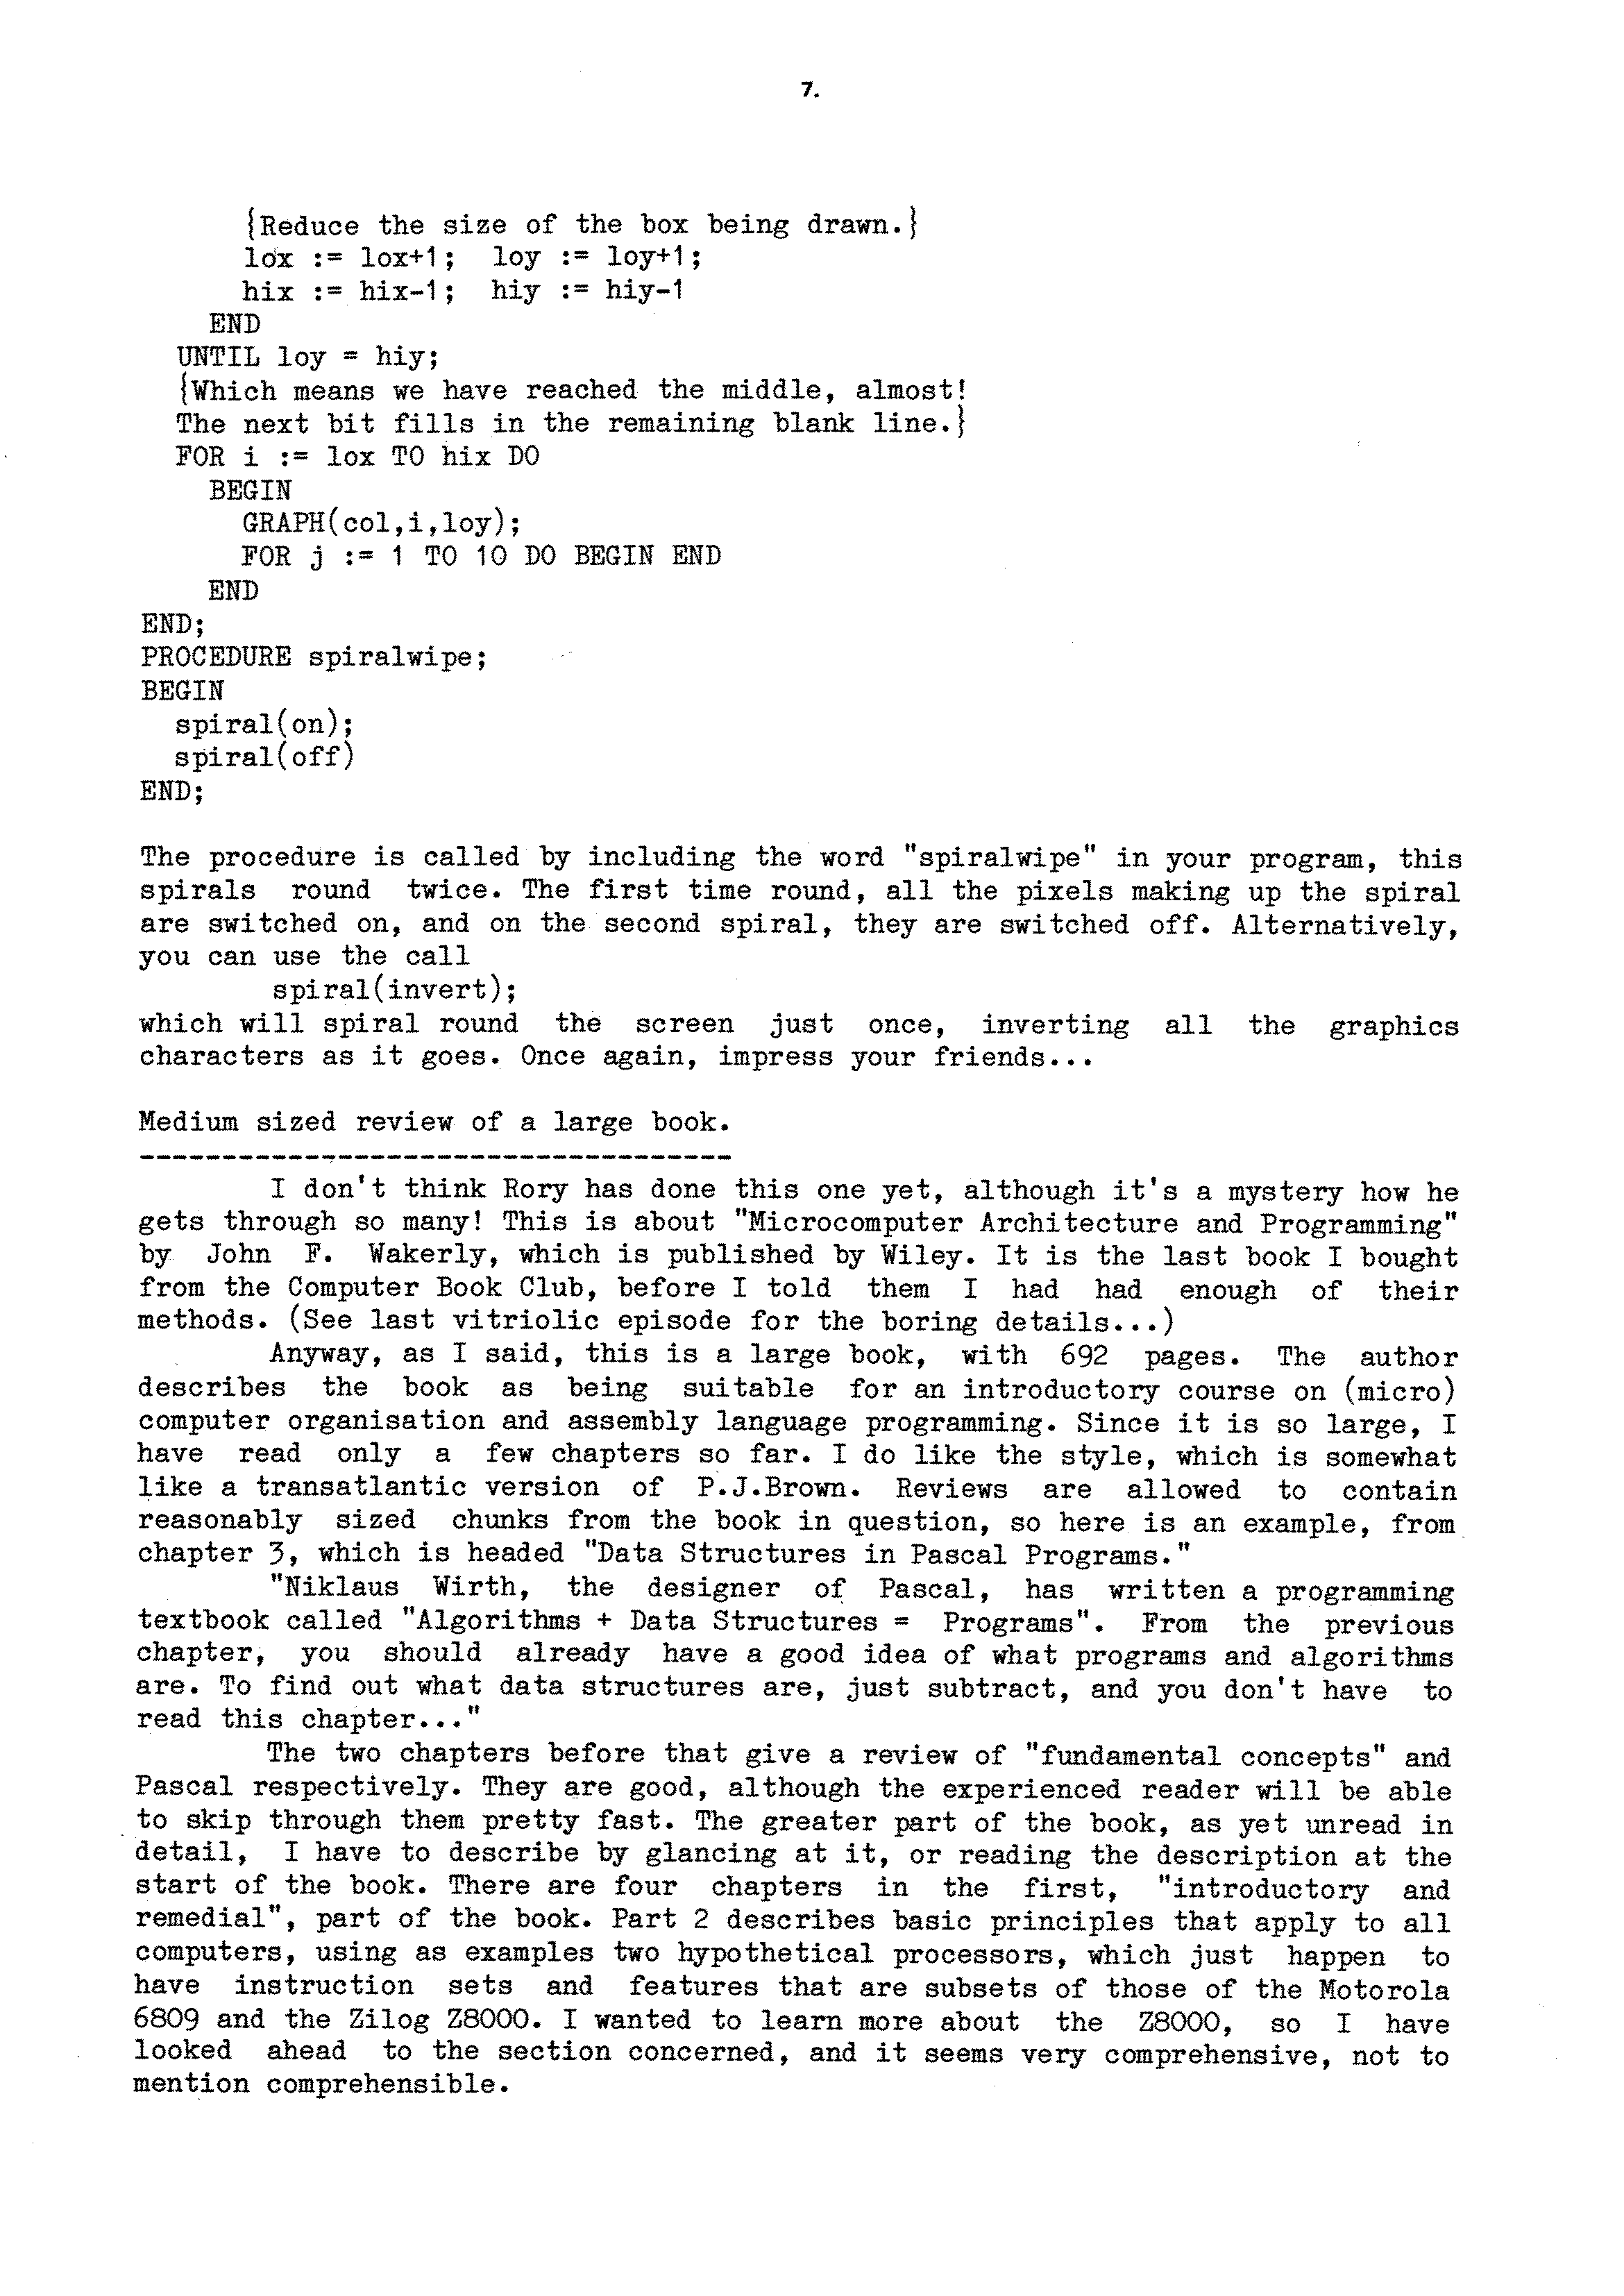 7.
{Reduce the size of the box being drawn.}
lox := lox+1;  loy := loy+1;
hix := hix-1;  hiy := hiy-1
END
UNTIL loy = hiy;
{Which means we have reached the middle, almost!
The next bit fills in the remaining blank line.}
FOR i := lox TO hix DO
BEGIN
GRAPH(col,i,loy);
FOR j := 1 TO 10 DO BEGIN END
END
END;
PROCEDURE spiralwipe;
BEGIN
spiral(on);
spiral(off)
END;
The procedure is called by including the word "spiralwipe" in your program, this
spirals round twice. The first time round, all the pixels making up the spiral
are switched on, and on the second spiral, they are switched off. Alternatively,
you can use the call
spiral(invert);
which will spiral round the screen just once, inverting all the graphics
characters as it goes. Once again, impress your friends...
Medium sized review of a large book.
------------------------------------
I don't think Rory has done this one yet, although it's a mystery how he
gets through so many! This is about "Microcomputer Architecture and Programming"
by John F. Wakerly, which is published by Wiley. It is the last book I bought
from the Computer Book Club, before I told them I had had enough of their
methods. (See last vitriolic episode for the boring details...)
Anyway, as I said, this is a large book, with 692 pages. The author
describes the book as being suitable for an introductory course on (micro)
computer organisation and assembly language programming. Since it is so large, I
have read only a few chapters so far. I do like the style, which is somewhat
like a transatlantic version of P.J.Brown. Reviews are allowed to contain
reasonably sized chunks from the book in question, so here is an example, from
chapter 3, which is headed "Data Structures in Pascal Programs."
"Niklaus Wirth, the designer of Pascal, has written a programming
textbook called "Algorithms + Data Structures = Programs". From the previous
chapter, you should already have a good idea of what programs and algorithms
are. To find out what data structures are, just subtract, and you don't have to
read this chapter..."
The two chapters before that give a review of "fundamental concepts" and
Pascal respectively. They are good, although the experienced reader will be able
to skip through them pretty fast. The greater part of the book, as yet unread in
detail, I have to describe by glancing at it, or reading the description at the
start of the book. There are four chapters in the first, "introductory and
remedial", part of the book. Part 2 describes basic principles that apply to all
computers, using as examples two hypothetical processors, which just happen to
have instruction sets and features that are subsets of those of the Motorola
6809 and the Zilog Z8000. I wanted to learn more about the Z8000, so I have
looked ahead to the section concerned, and it seems very comprehensive, not to
mention comprehensible.